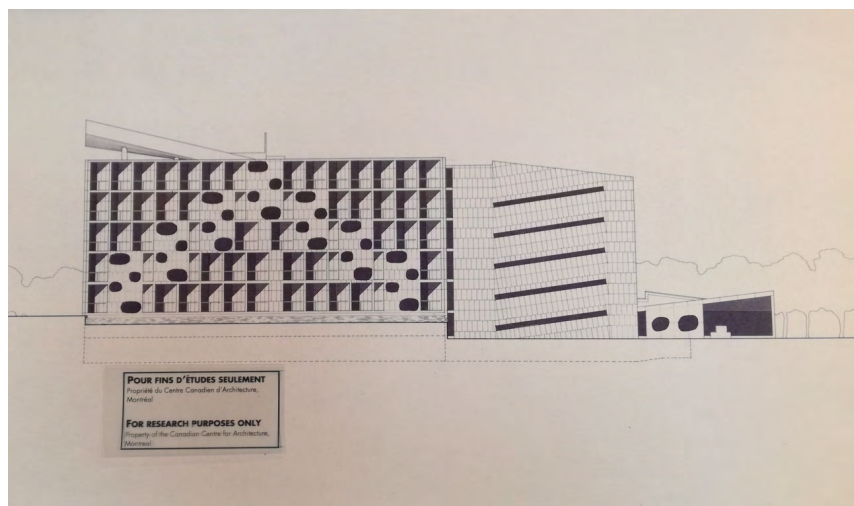 POUR FINS D'ÉTUDES SEULEMENT
Propriété du Centre Canadien d'Architecture,
Montréal
FOR RESEARCH PURPOSES ONLY
Property of the Canadian Centre for Architecture,
Montreal